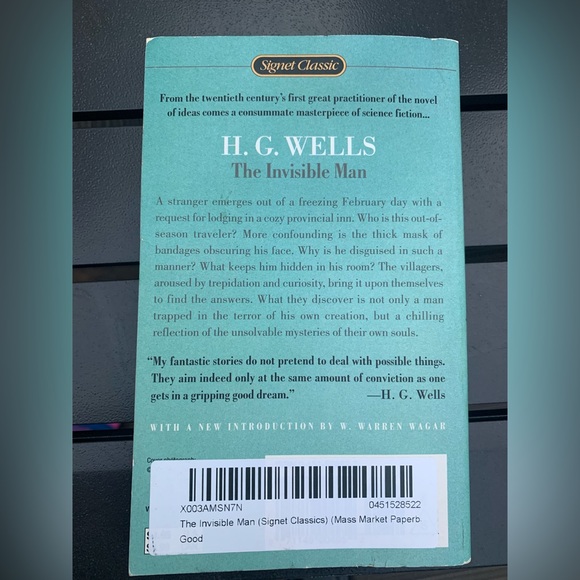 Signet Classic
From the twentieth century's first great practitioner of the novel
of ideas comes a consummate masterpiece of science fiction...
H. G. WELLS
The Invisible Man
A stranger emerges out of a freezing February day with a
request for lodging in a cozy provincial inn. Who is this out-of-
season traveler? More confounding is the thick mask of
bandages obscuring his face. Why is he disguised in such a
manner? What keeps him hidden in his room? The villagers,
aroused by trepidation and curiosity, bring it upon themselves
to find the answers. What they discover is not only a man
trapped in the terror of his own creation, but a chilling
reflection of the unsolvable mysteries of their own souls.
“My fantastic stories do not pretend to deal with possible things.
They aim indeed only at the same amount of conviction as one
gets in a gripping good dream.” —H. G. Wells
WITH A NEW INTRODUCTION BY W. WARREN WAGAR
X003AMSN7N 0451528522
The Invisible Man (Signet Classics) (Mass Market Paperb
Good